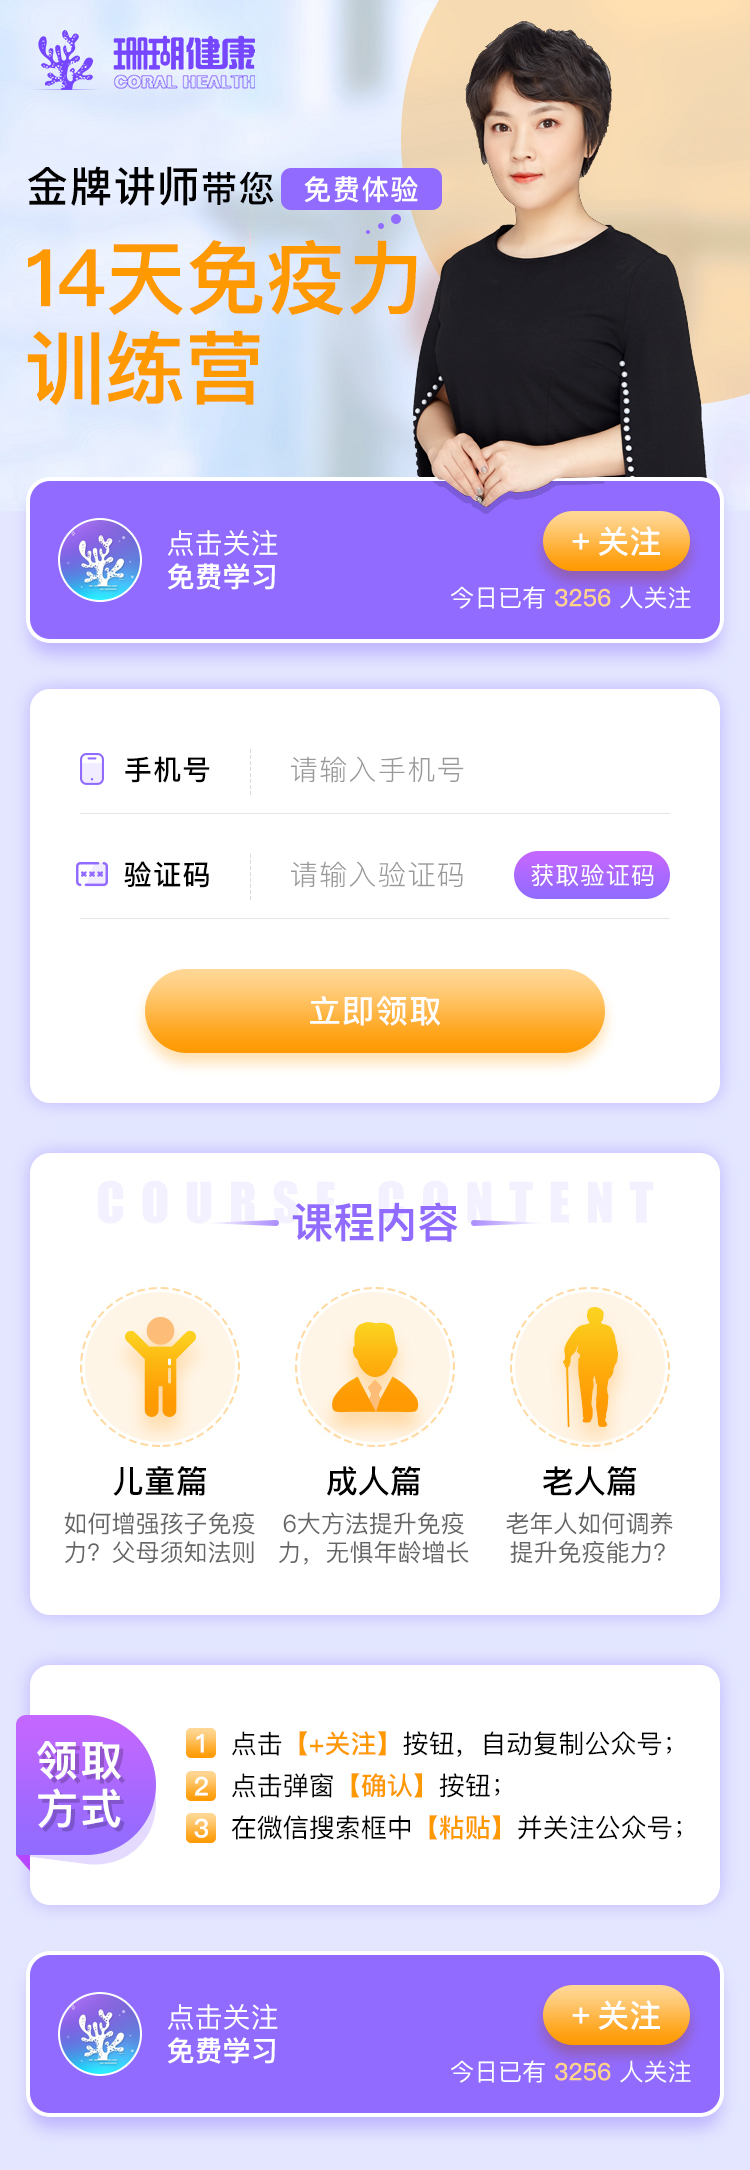 珊瑚健康
CORAL HEALTH
金牌讲师带您 免费体验
14天免疫力
训练营
点击关注
免费学习
+ 关注
今日已有 3256 人关注
手机号 请输入手机号
验证码 请输入验证码 获取验证码
立即领取
COURSE CONTENT
课程内容
儿童篇 成人篇 老人篇
如何增强孩子免疫 6大方法提升免疫 老年人如何调养
力？父母须知法则 力，无惧年龄增长 提升免疫能力？
领取
方式
1 点击【+关注】按钮，自动复制公众号；
2 点击弹窗【确认】按钮；
3 在微信搜索框中【粘贴】并关注公众号；
点击关注
免费学习
+ 关注
今日已有 3256 人关注